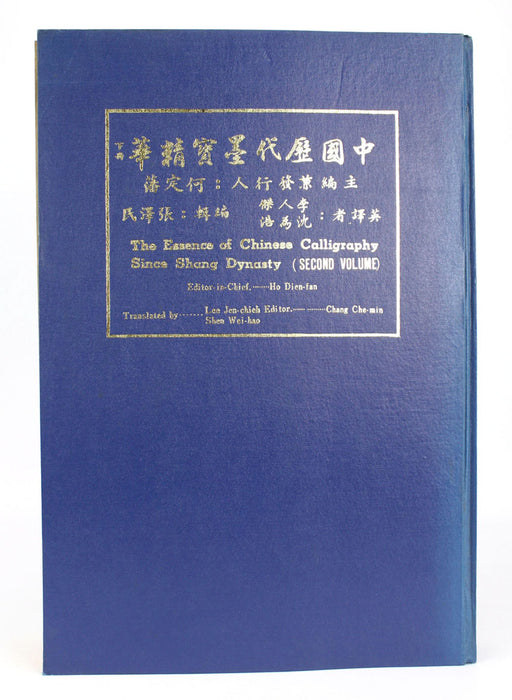 中國歷代墨寶精華 下冊
主編兼發行人：何定藩
英譯者：李人傑 沈為浩 編輯：張澤民
The Essence of Chinese Calligraphy
Since Shang Dynasty (SECOND VOLUME)
Editor-in-Chief.······Ho Dien-fan
Translated by······· Lee Jen-chieh Editor.············Chang Che-min
Shen Wei-hao